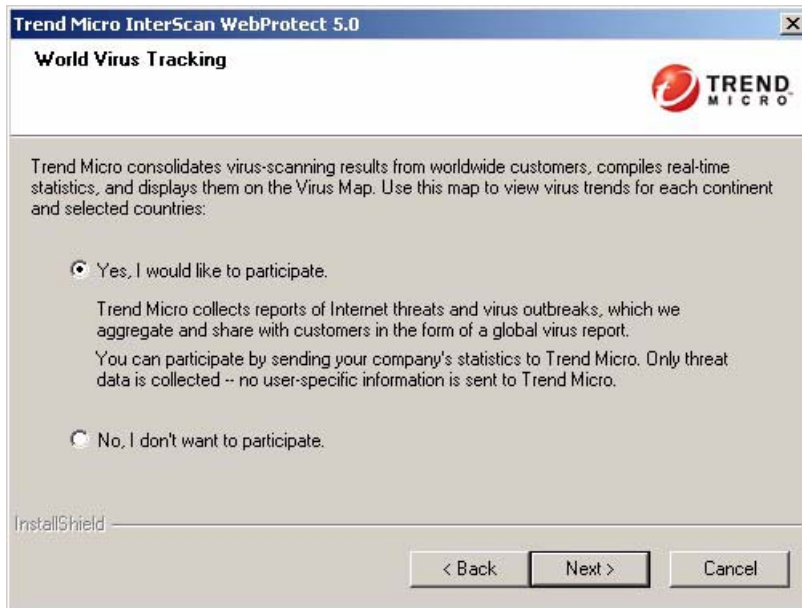 Trend Micro InterScan WebProtect 5.0
World Virus Tracking
TREND
MICRO
Trend Micro consolidates virus-scanning results from worldwide customers, compiles real-time
statistics, and displays them on the Virus Map. Use this map to view virus trends for each continent
and selected countries:
Yes, I would like to participate.
Trend Micro collects reports of Internet threats and virus outbreaks, which we
aggregate and share with customers in the form of a global virus report.
You can participate by sending your company's statistics to Trend Micro. Only threat
data is collected -- no user-specific information is sent to Trend Micro.
No, I don't want to participate.
InstallShield
< Back
Next >
Cancel